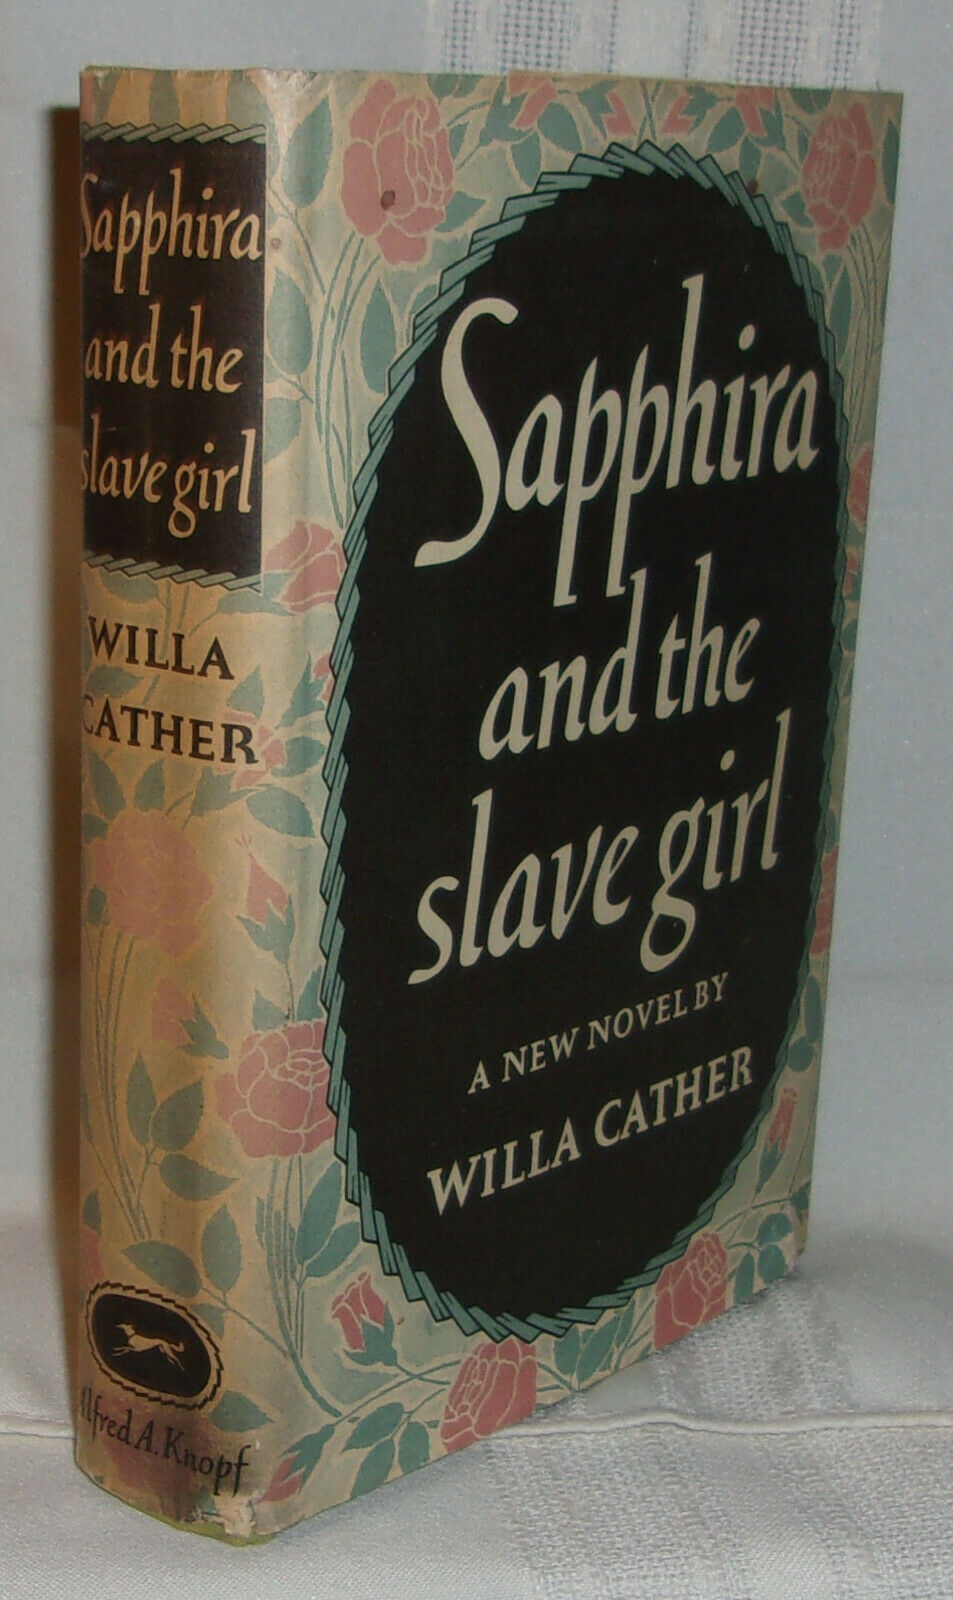 Sapphira
and the
slave girl
WILLA
CATHER
Alfred A. Knopf
Sapphira
and the
slave girl
A NEW NOVEL BY
WILLA CATHER